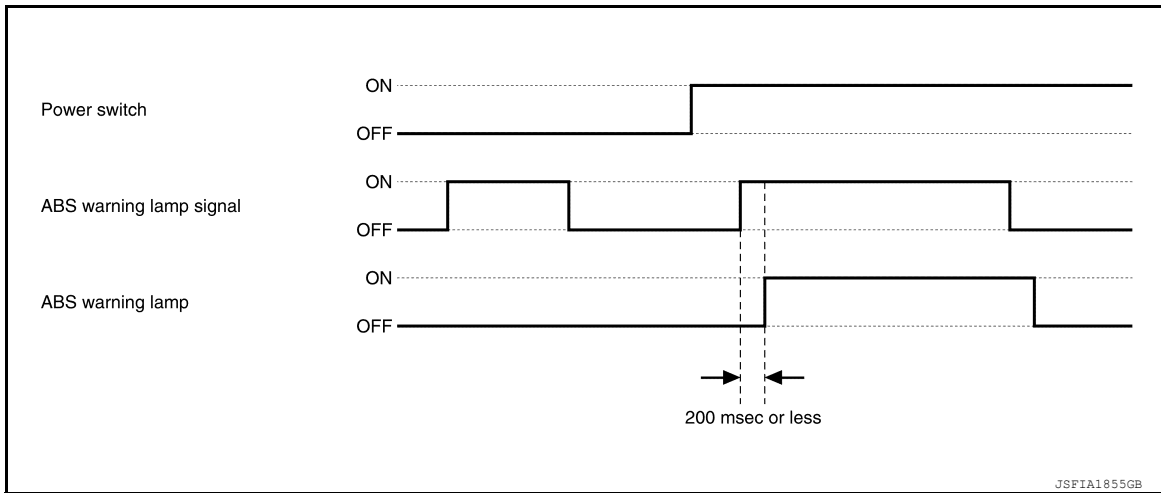 ON
Power switch
OFF
ON
ABS warning lamp signal
OFF
ON
ABS warning lamp
OFF
200 msec or less
JSFIA1855GB